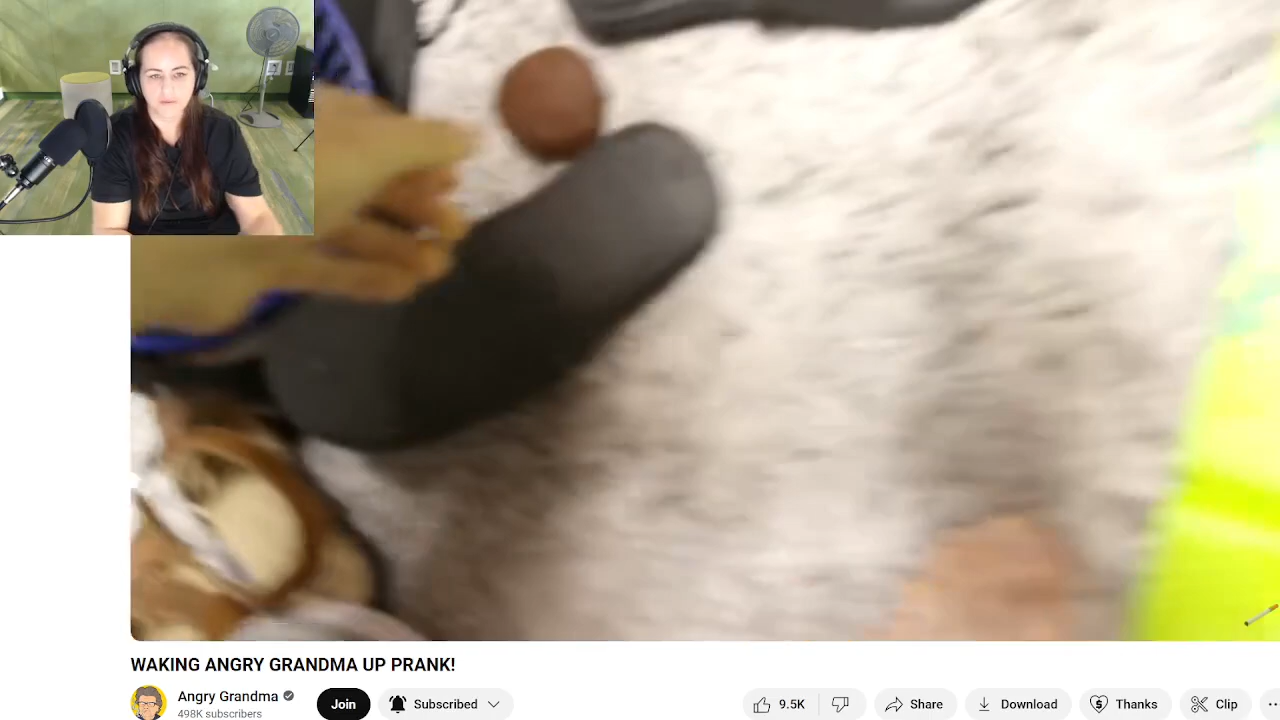 WAKING ANGRY GRANDMA UP PRANK!
Angry Grandma
498K subscribers
Join
Subscribed
9.5K
Share
Download
Thanks
Clip